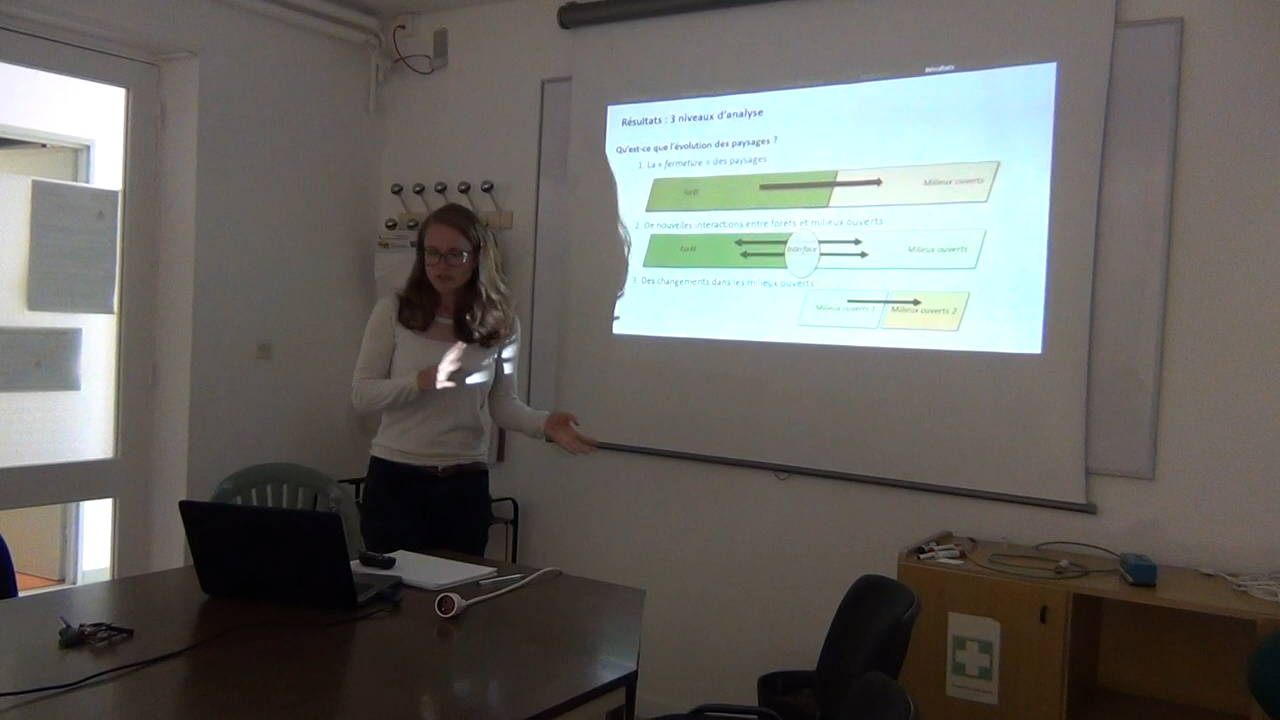 Résultats
Résultats : 3 niveaux d'analyse
Qu'est-ce que l'évolution des paysages ?
1. La « fermeture » des paysages
Forêt Milieux ouverts
2. De nouvelles interactions entre forêts et milieux ouverts
Forêt Interface Milieux ouverts
3. Des changements dans les milieux ouverts
Milieux ouverts 1 Milieux ouverts 2